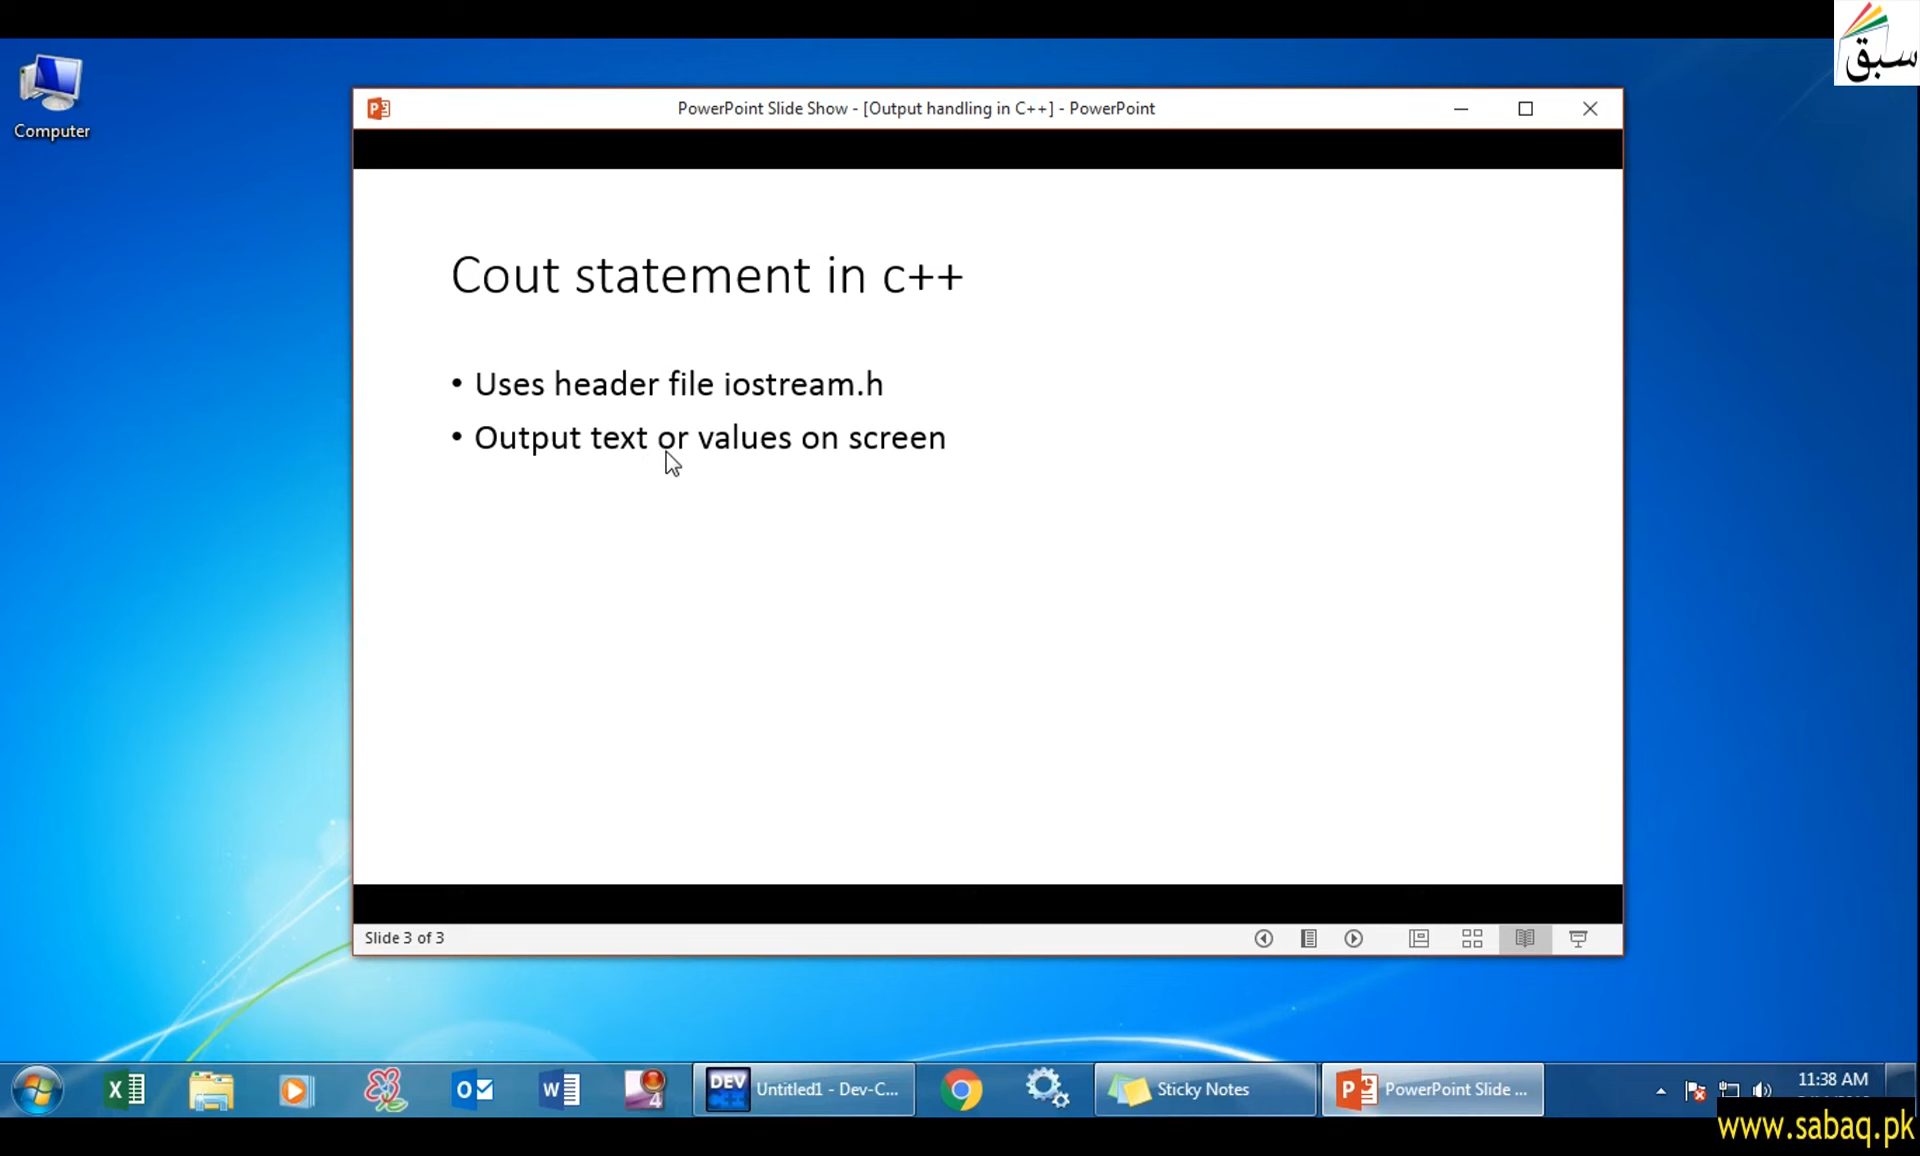 سبق
Computer
PowerPoint Slide Show - [Output handling in C++] - PowerPoint
Cout statement in c++
• Uses header file iostream.h
• Output text or values on screen
Slide 3 of 3
DEV
C++
Untitled1 - Dev-C...
4
Sticky Notes
PowerPoint Slide ...
11:38 AM
www.sabaq.pk